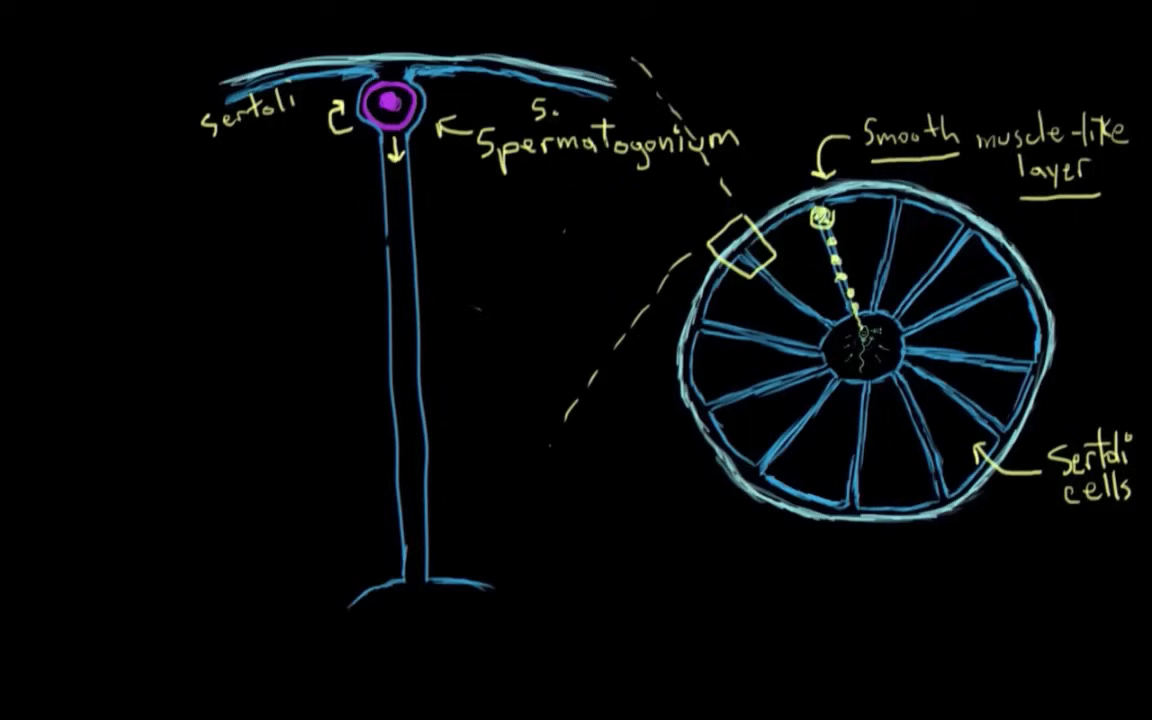 Sertoli
S.
Spermatogonium
Smooth muscle-like
layer
Sertoli
cells